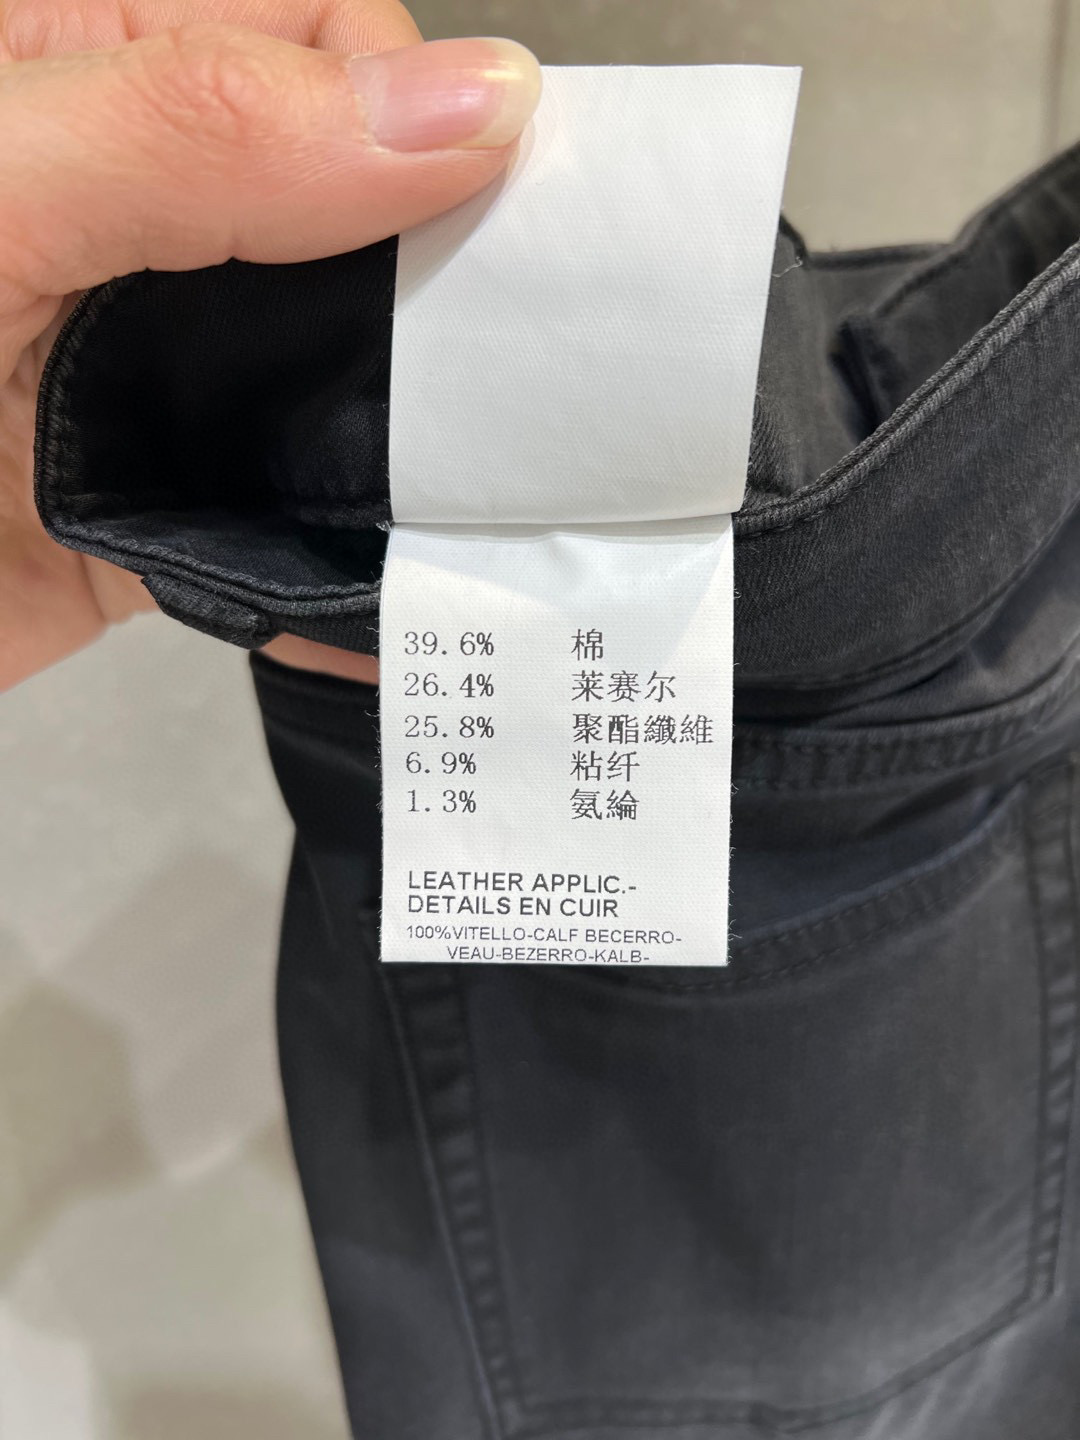 39.6% 棉
26.4% 莱赛尔
25.8% 聚酯纖維
6.9% 粘纤
1.3% 氨綸
LEATHER APPLIC.-
DETAILS EN CUIR
100%VITELLO-CALF BECERRO-
VEAU-BEZERRO-KALB-